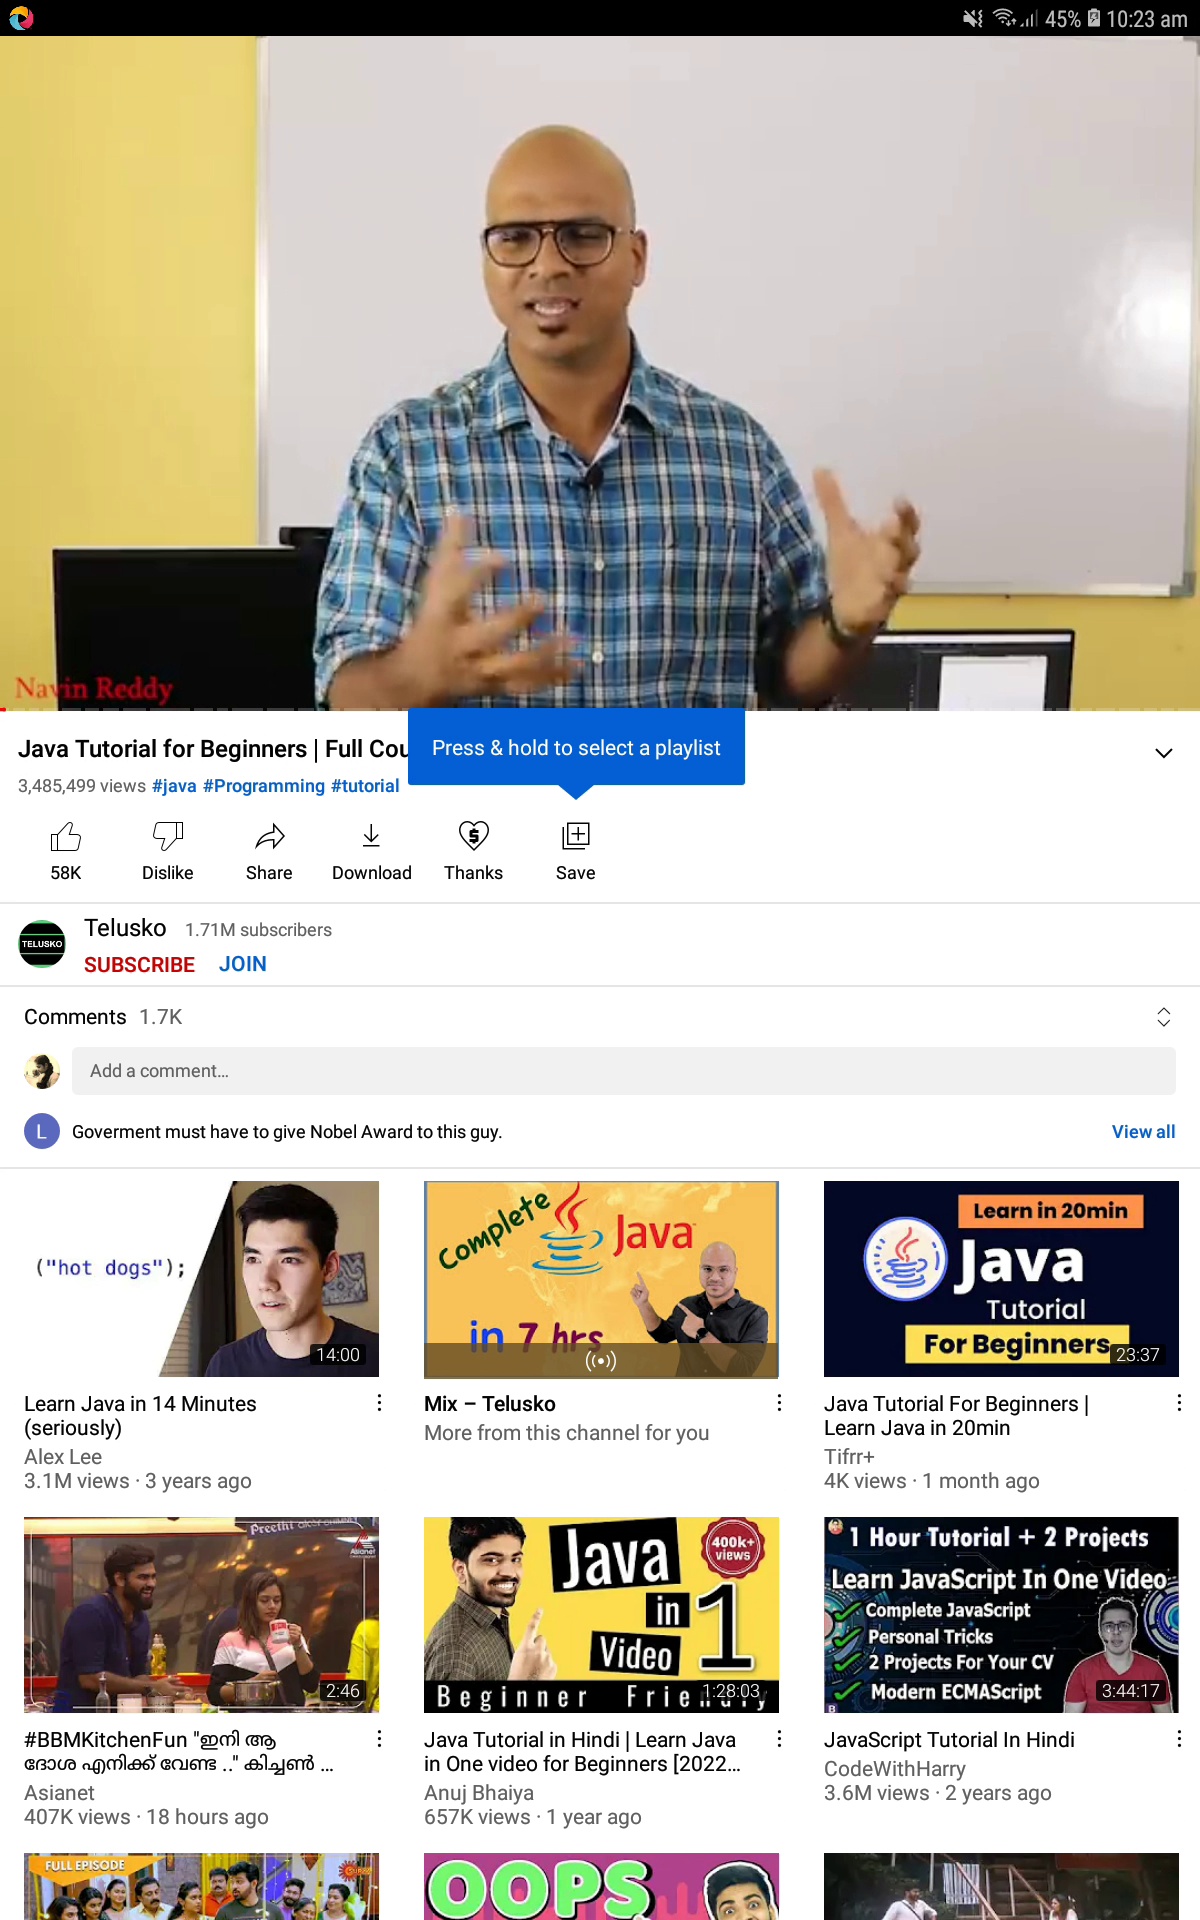 45% 10:23 am
Navin Reddy
Java Tutorial for Beginners | Full Cou
Press & hold to select a playlist
3,485,499 views #java #Programming #tutorial
58K Dislike Share Download Thanks Save
TELUSKO
Telusko 1.71M subscribers
SUBSCRIBE JOIN
Comments 1.7K
Add a comment...
L Goverment must have to give Nobel Award to this guy. View all
("hot dogs");
14:00
Learn Java in 14 Minutes
(seriously)
Alex Lee
3.1M views · 3 years ago
Complete Java
in 7 hrs
Mix – Telusko
More from this channel for you
Learn in 20min
Java
Tutorial
For Beginners
23:37
Java Tutorial For Beginners |
Learn Java in 20min
Tifrr+
4K views · 1 month ago
Preethi
Asianet
2:46
#BBMKitchenFun "ഇനി ആ
ദോശ എനിക്ക് വേണ്ട .." കിച്ചൺ ...
Asianet
407K views · 18 hours ago
Java
in 1
Video
400k+
views
Beginner
1:28:03
Java Tutorial in Hindi | Learn Java
in One video for Beginners [2022...
Anuj Bhaiya
657K views · 1 year ago
1 Hour Tutorial + 2 Projects
Learn JavaScript In One Video
Complete JavaScript
Personal Tricks
2 Projects For Your CV
Modern ECMAScript
3:44:17
JavaScript Tutorial In Hindi
CodeWithHarry
3.6M views · 2 years ago
FULL EPISODE
OOPS